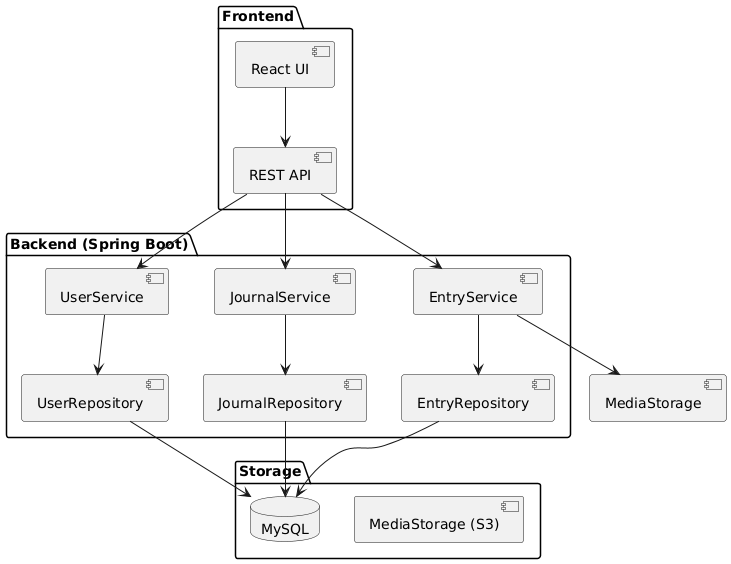 Frontend
React UI
REST API
Backend (Spring Boot)
UserService
JournalService
EntryService
UserRepository
JournalRepository
EntryRepository
MediaStorage
Storage
MySQL
MediaStorage (S3)